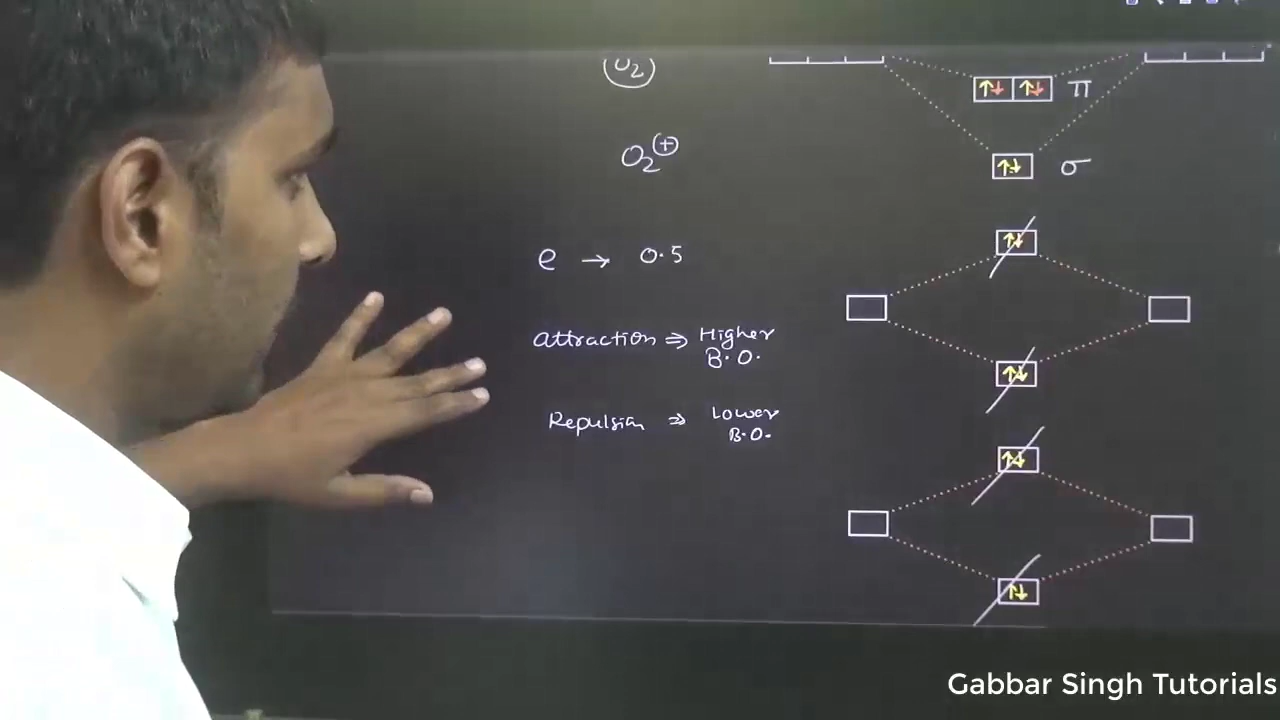 O2
π
O2⊕
σ
e → 0.5
Attraction ⇒ Higher
B.O.
Repulsion ⇒ Lower
B.O.
Gabbar Singh Tutorials